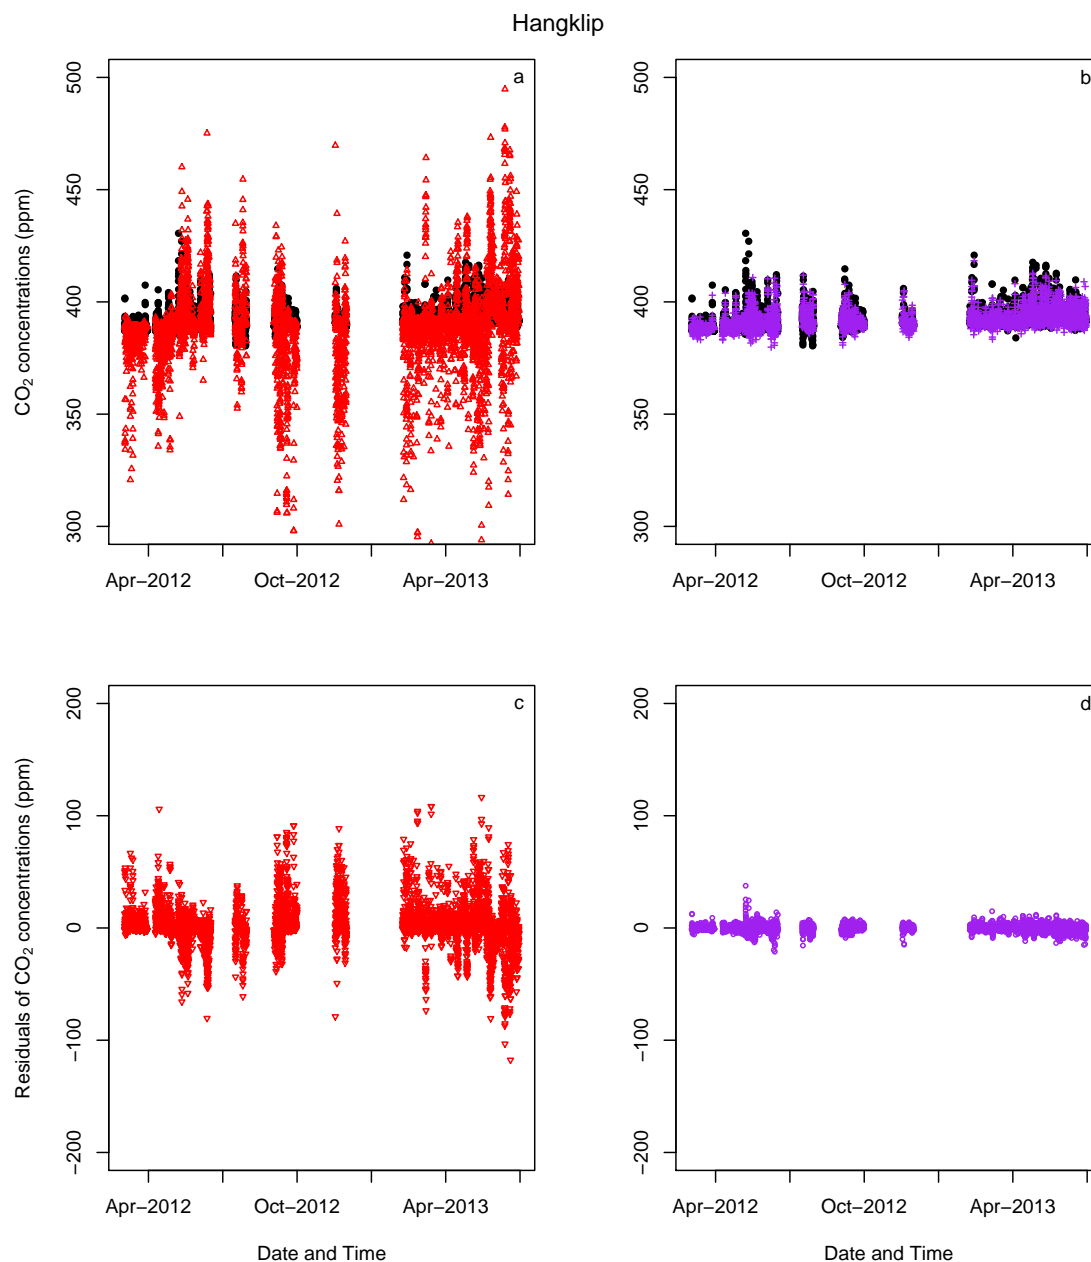 Hangklip
a
b
500
450
400
350
300
CO₂ concentrations (ppm)
Apr−2012 Oct−2012 Apr−2013
500
450
400
350
300
Apr−2012 Oct−2012 Apr−2013
c
d
200
100
0
−100
−200
Residuals of CO₂ concentrations (ppm)
Apr−2012 Oct−2012 Apr−2013
Date and Time
200
100
0
−100
−200
Apr−2012 Oct−2012 Apr−2013
Date and Time